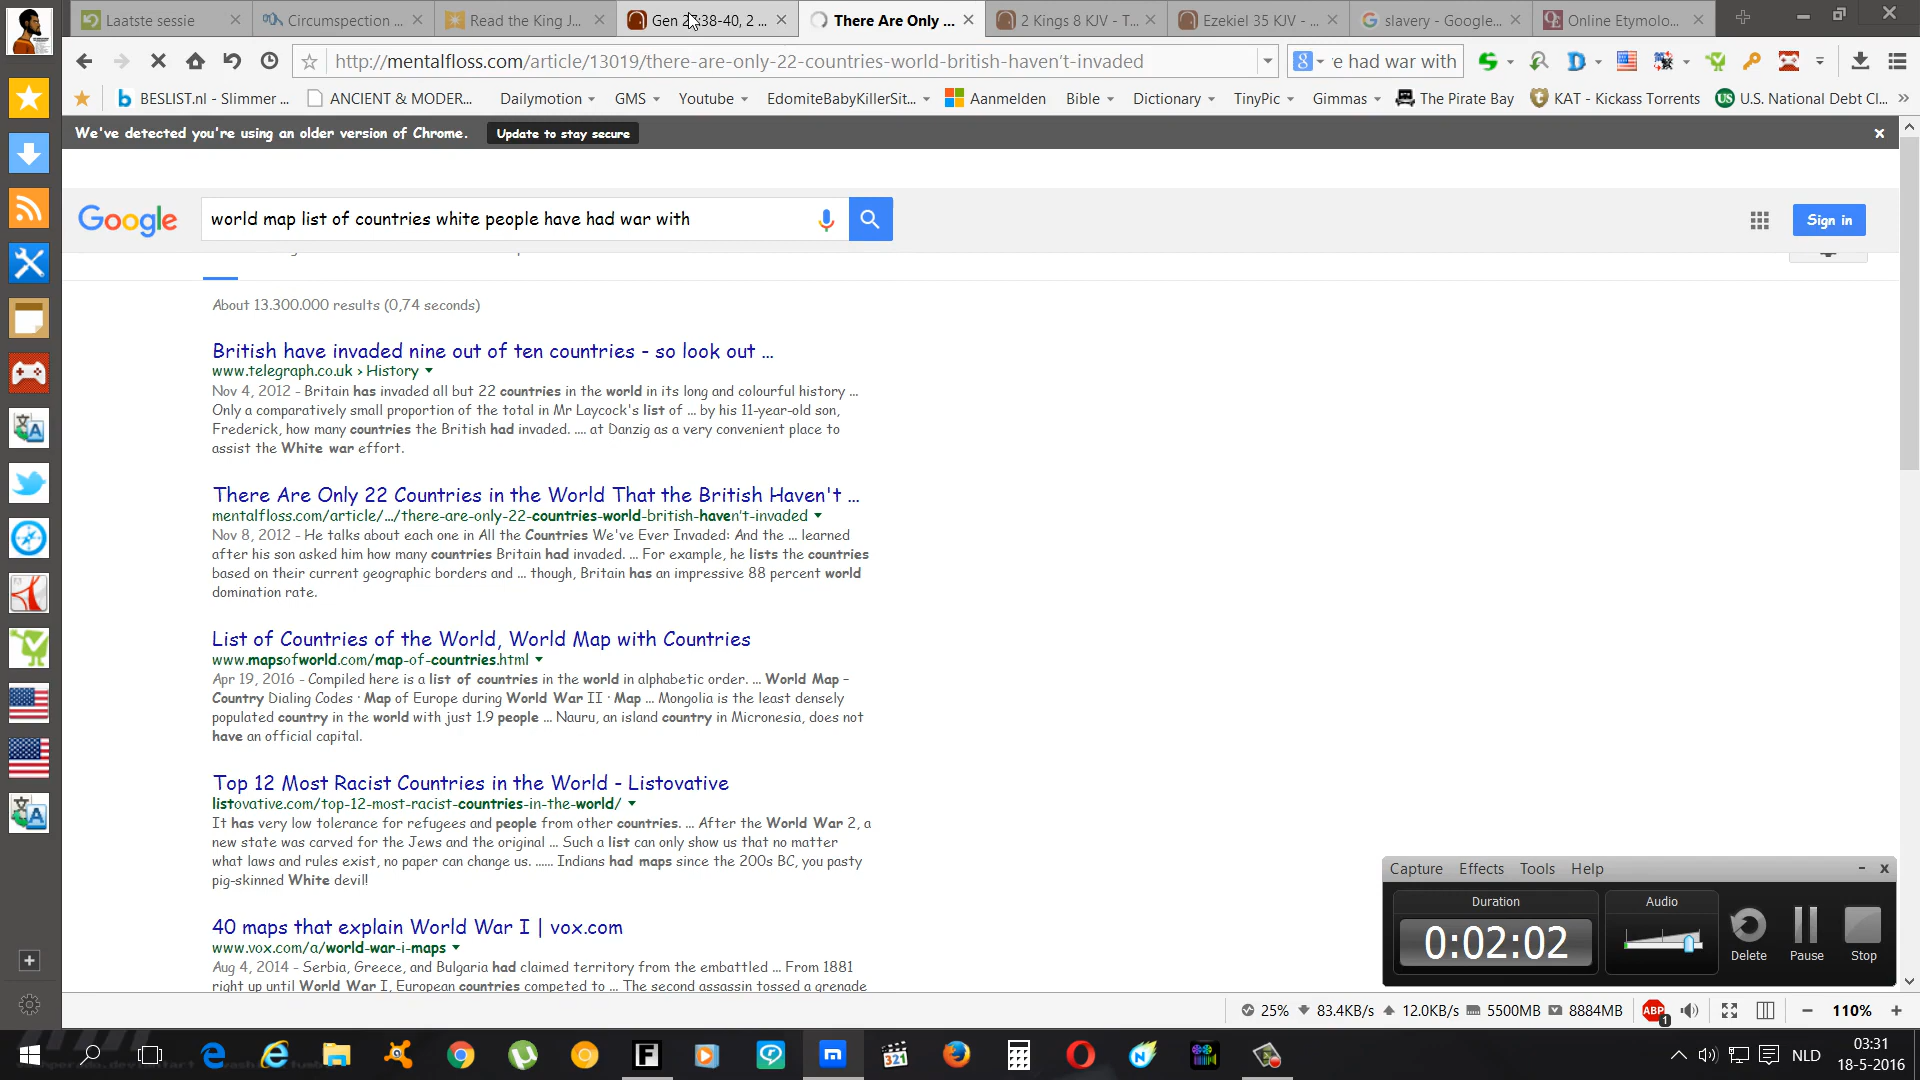 Laatste sessie
Circumspection ...
Read the King J...
There Are Only ...
2 Kings 8 KJV - T...
Ezekiel 35 KJV - ...
slavery - Google...
Online Etymolo...
http://mentalfloss.com/article/13019/there-are-only-22-countries-world-british-haven't-invaded
e had war with
BESLIST.nl - Slimmer ...
ANCIENT & MODER...
Dailymotion
GMS
Youtube
EdomiteBabyKillerSit...
Aanmelden
Bible
Dictionary
TinyPic
Gimmas
The Pirate Bay
KAT - Kickass Torrents
U.S. National Debt Cl...
We've detected you're using an older version of Chrome.
Update to stay secure
Google
world map list of countries white people have had war with
Sign in
About 13.300.000 results (0,74 seconds)
British have invaded nine out of ten countries - so look out ...
www.telegraph.co.uk › History
Nov 4, 2012 - Britain has invaded all but 22 countries in the world in its long and colourful history ...
Only a comparatively small proportion of the total in Mr Laycock's list of ... by his 11-year-old son,
Frederick, how many countries the British had invaded. .... at Danzig as a very convenient place to
assist the White war effort.
There Are Only 22 Countries in the World That the British Haven't ...
mentalfloss.com/article/.../there-are-only-22-countries-world-british-haven't-invaded
Nov 8, 2012 - He talks about each one in All the Countries We've Ever Invaded: And the ... learned
after his son asked him how many countries Britain had invaded. ... For example, he lists the countries
based on their current geographic borders and ... though, Britain has an impressive 88 percent world
domination rate.
List of Countries of the World, World Map with Countries
www.mapsofworld.com/map-of-countries.html
Apr 19, 2016 - Compiled here is a list of countries in the world in alphabetic order. ... World Map -
Country Dialing Codes · Map of Europe during World War II · Map ... Mongolia is the least densely
populated country in the world with just 1.9 people ... Nauru, an island country in Micronesia, does not
have an official capital.
Top 12 Most Racist Countries in the World - Listovative
listovative.com/top-12-most-racist-countries-in-the-world/
It has very low tolerance for refugees and people from other countries. ... After the World War 2, a
new state was carved for the Jews and the original ... Such a list can only show us that no matter
what laws and rules exist, no paper can change us. ...... Indians had maps since the 200s BC, you pasty
pig-skinned White devil!
40 maps that explain World War I | vox.com
www.vox.com/a/world-war-i-maps
Aug 4, 2014 - Serbia, Greece, and Bulgaria had claimed territory from the embattled ... From 1881
right up until World War I, European countries competed to ... The second assassin tossed a grenade
Capture Effects Tools Help
Duration
0:02:02
Audio
Delete
Pause
Stop
25% 83.4KB/s 12.0KB/s 5500MB 8884MB
ABP
1
110%
321
NLD
03:31
18-5-2016